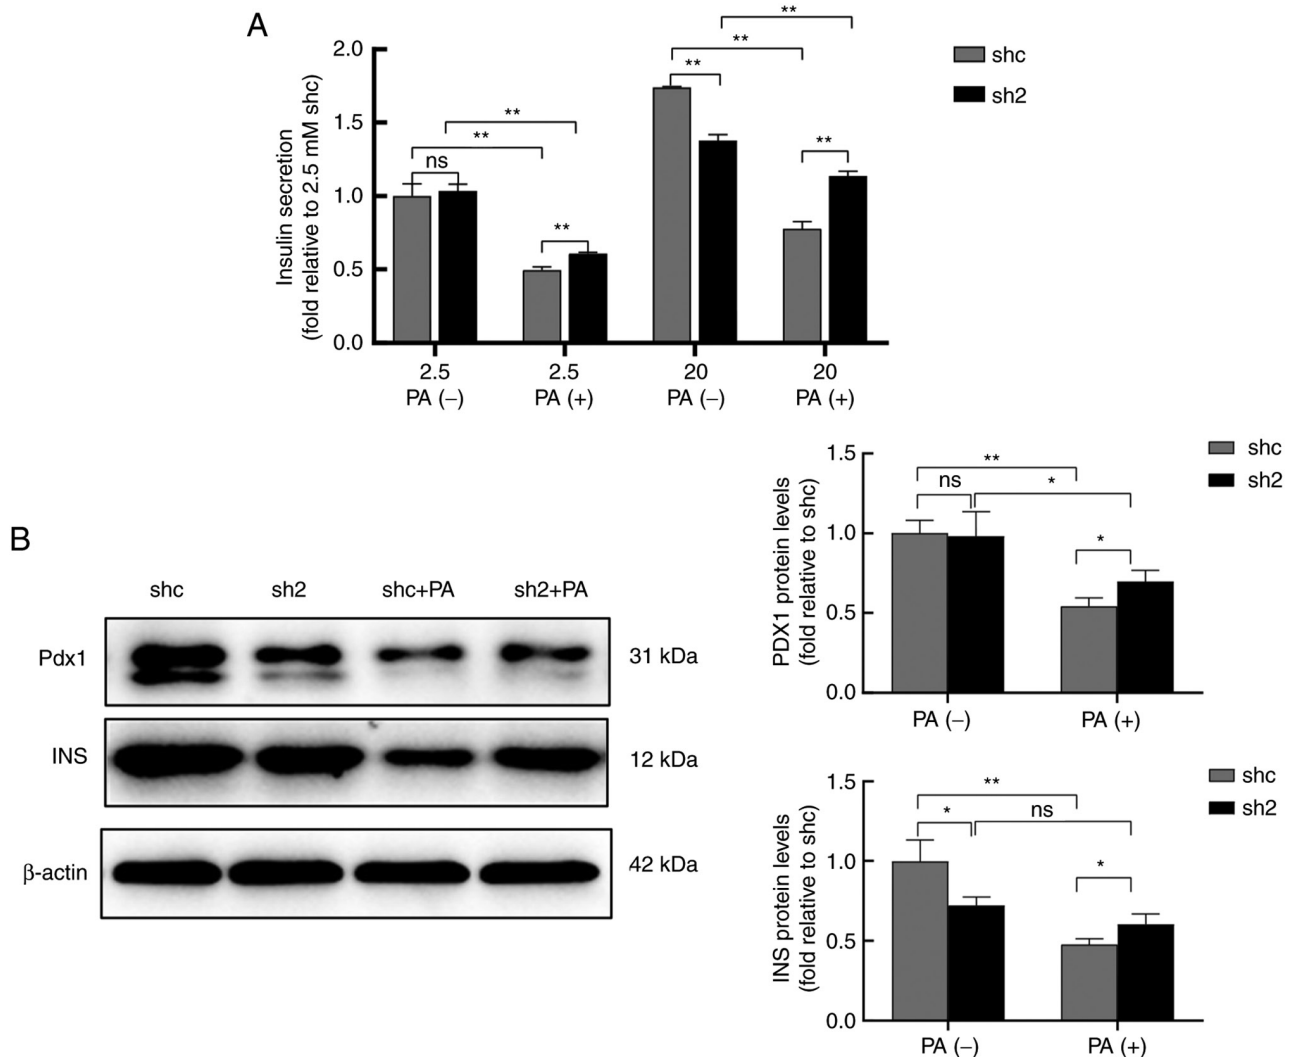 A
Insulin secretion
(fold relative to 2.5 mM shc)
2.0
1.5
1.0
0.5
0.0
ns
**
**
**
**
**
**
**
2.5
2.5
20
20
PA (−)
PA (+)
PA (−)
PA (+)
shc
sh2
B
shc
sh2
shc+PA
sh2+PA
Pdx1
31 kDa
INS
12 kDa
β-actin
42 kDa
PDX1 protein levels
(fold relative to shc)
1.5
1.0
0.5
0.0
**
ns
*
*
PA (−)
PA (+)
shc
sh2
INS protein levels
(fold relative to shc)
1.5
1.0
0.5
0.0
**
*
ns
*
PA (−)
PA (+)
shc
sh2